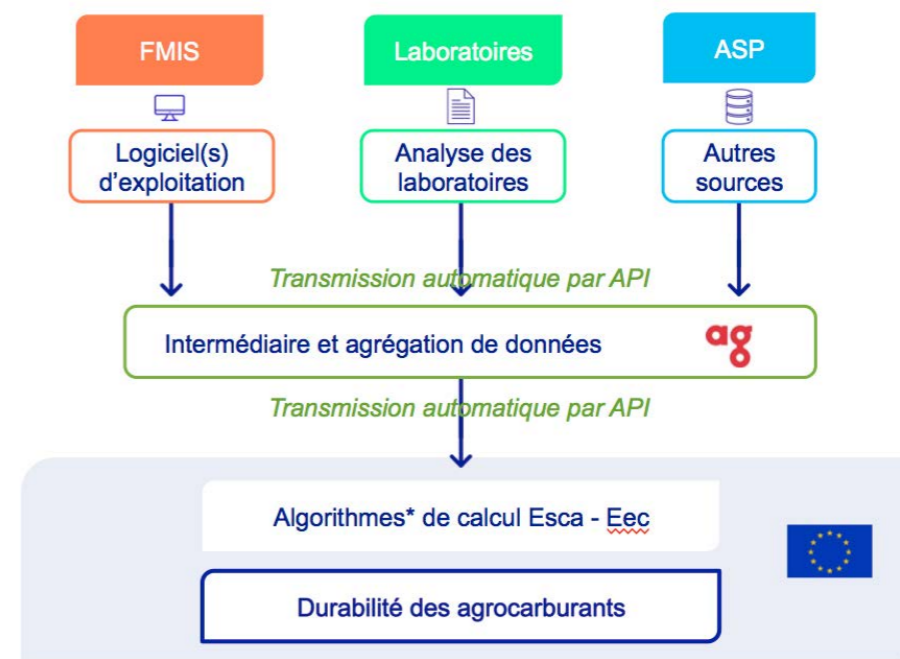 FMIS
Laboratoires
ASP
Logiciel(s)
d'exploitation
Analyse des
laboratoires
Autres
sources
Transmission automatique par API
Intermédiaire et agrégation de données
ag
Transmission automatique par API
Algorithmes* de calcul Esca - Eec
Durabilité des agrocarburants